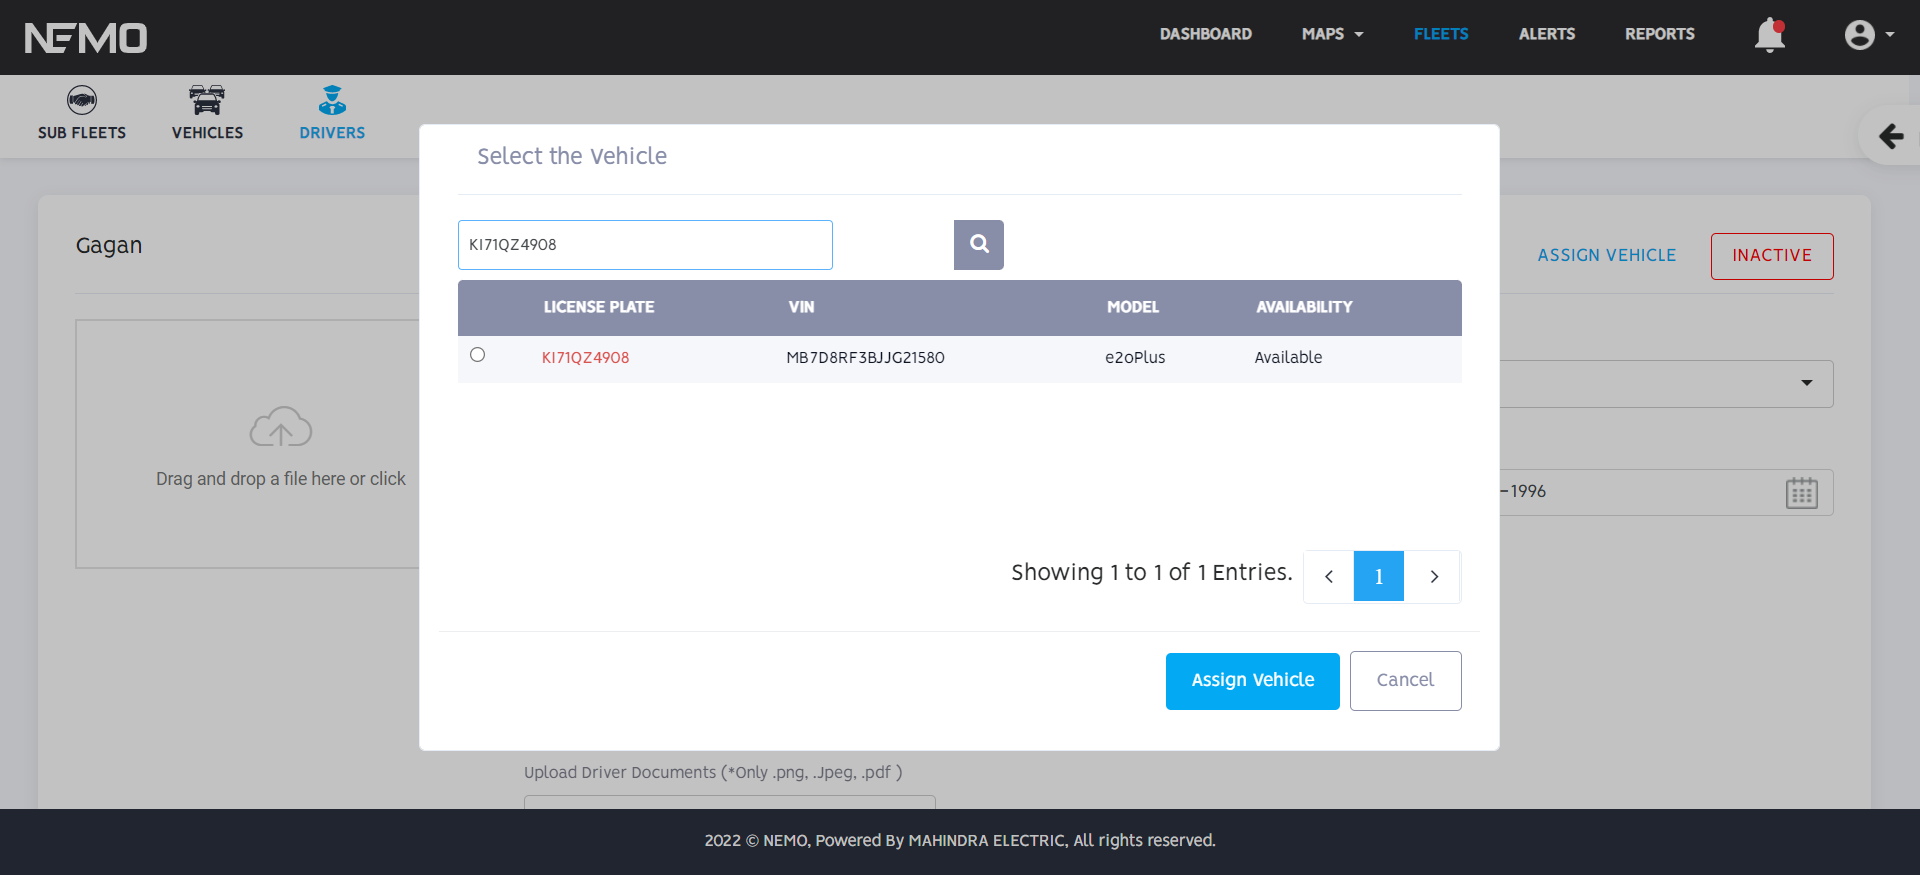 NEMO
DASHBOARD MAPS FLEETS ALERTS REPORTS
SUB FLEETS VEHICLES DRIVERS
Select the Vehicle
Gagan
KI71QZ4908
ASSIGN VEHICLE INACTIVE
LICENSE PLATE VIN MODEL AVAILABILITY
KI71QZ4908 MB7D8RF3BJJG21580 e2oPlus Available
Drag and drop a file here or click
-1996
Showing 1 to 1 of 1 Entries. < 1 >
Assign Vehicle Cancel
Upload Driver Documents (*Only .png, .Jpeg, .pdf )
2022 © NEMO, Powered By MAHINDRA ELECTRIC, All rights reserved.